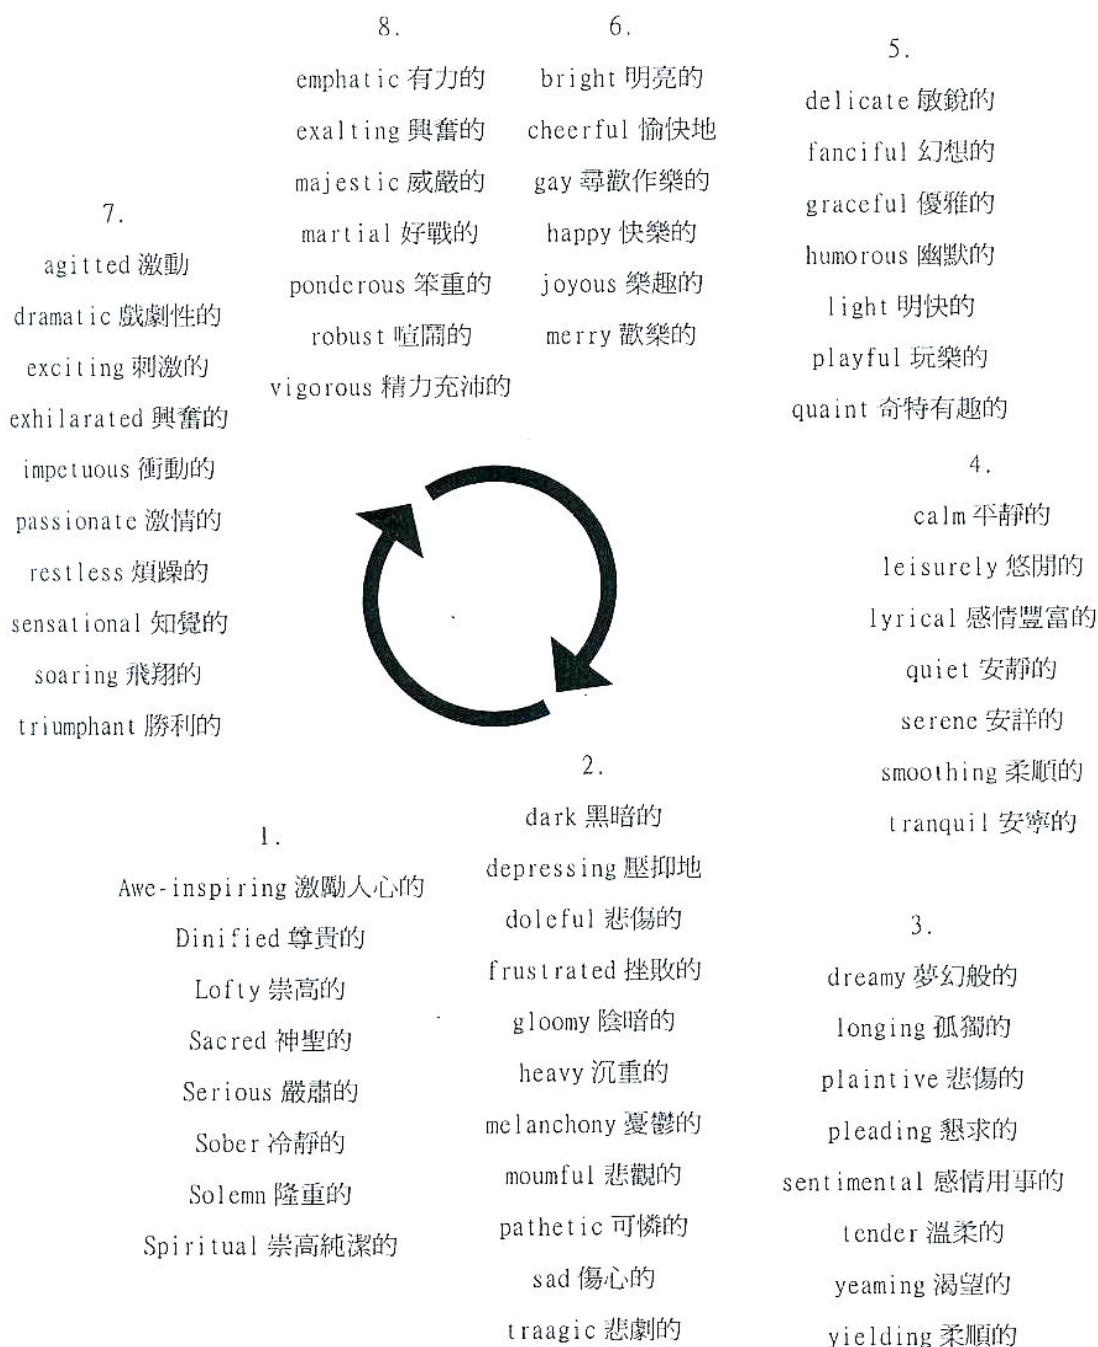 8.
emphatic 有力的
exalting 興奮的
majestic 威嚴的
martial 好戰的
ponderous 笨重的
robust 喧鬧的
vigorous 精力充沛的
6.
bright 明亮的
cheerful 愉快地
gay 尋歡作樂的
happy 快樂的
joyous 樂趣的
merry 歡樂的
5.
delicate 敏銳的
fanciful 幻想的
graceful 優雅的
humorous 幽默的
light 明快的
playful 玩樂的
quaint 奇特有趣的
7.
agitted 激動
dramatic 戲劇性的
exciting 刺激的
exhilarated 興奮的
impetuous 衝動的
passionate 激情的
restless 煩躁的
sensational 知覺的
soaring 飛翔的
triumphant 勝利的
4.
calm 平靜的
leisurely 悠閒的
lyrical 感情豐富的
quiet 安靜的
serene 安詳的
smoothing 柔順的
tranquil 安寧的
1.
Awe-inspiring 激勵人心的
Dinified 尊貴的
Lofty 崇高的
Sacred 神聖的
Serious 嚴肅的
Sober 冷靜的
Solemn 隆重的
Spiritual 崇高純潔的
2.
dark 黑暗的
depressing 壓抑地
doleful 悲傷的
frustrated 挫敗的
gloomy 陰暗的
heavy 沉重的
melanchony 憂鬱的
moumful 悲觀的
pathetic 可憐的
sad 傷心的
traagic 悲劇的
3.
dreamy 夢幻般的
longing 孤獨的
plaintive 悲傷的
pleading 懇求的
sentimental 感情用事的
tender 溫柔的
yeaming 渴望的
yielding 柔順的